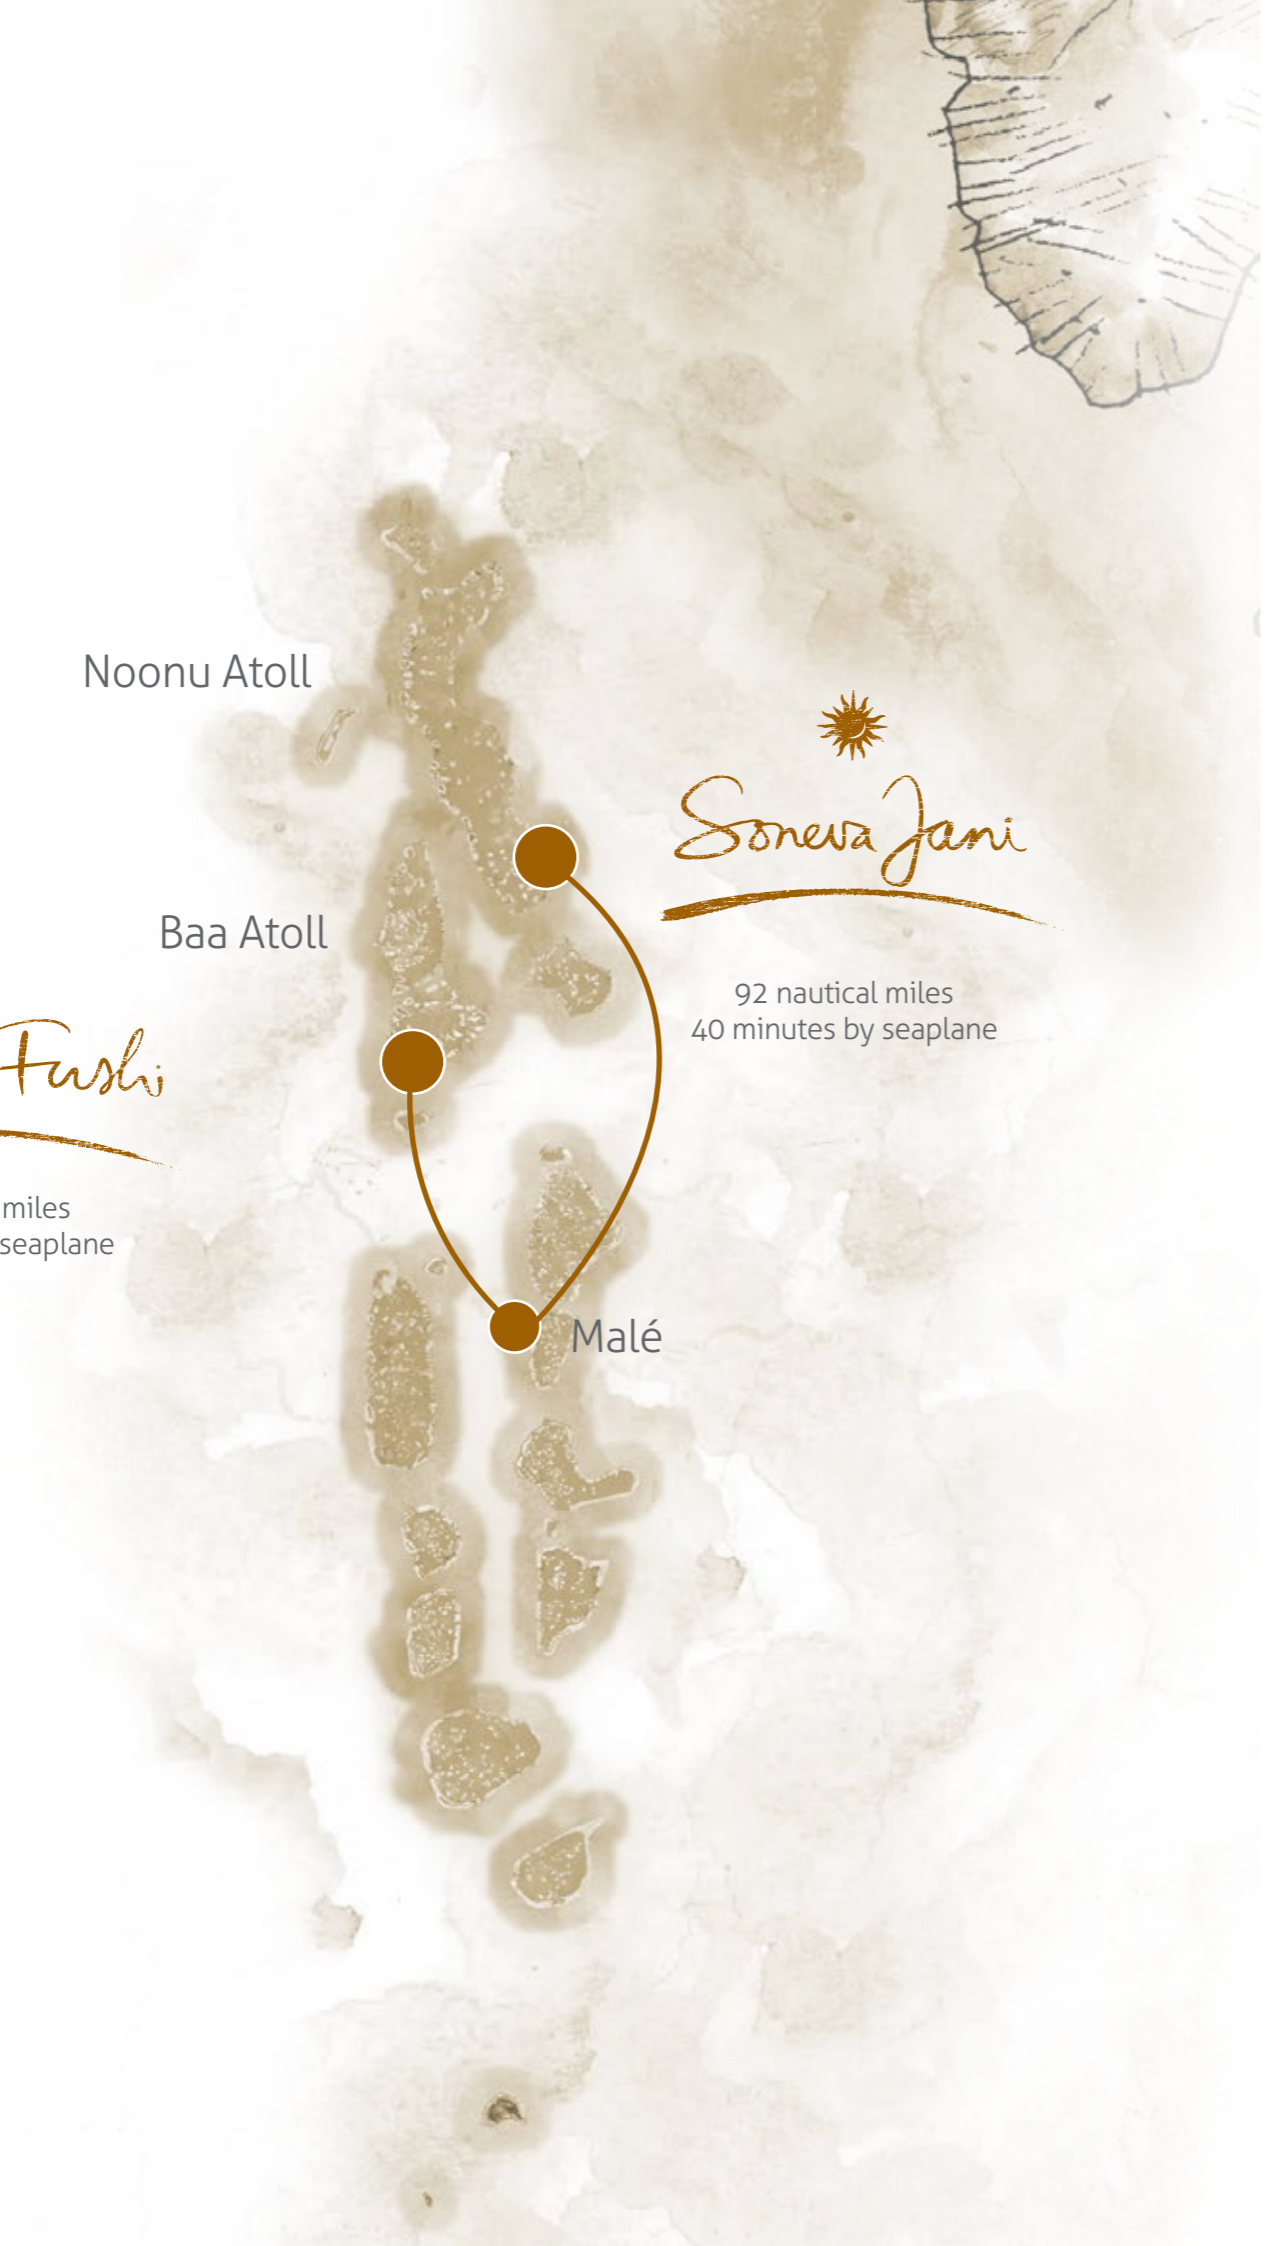 Noonu Atoll
Soneva Jani
Baa Atoll
92 nautical miles
40 minutes by seaplane
Fushi
miles
seaplane
Malé